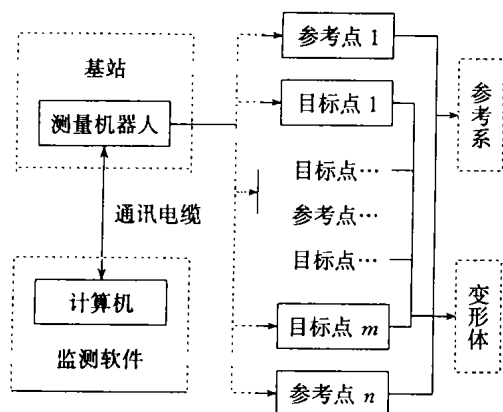 基站
测量机器人
通讯电缆
计算机
监测软件
参考点 1
目标点 1
目标点…
参考点…
目标点…
目标点 m
参考点 n
参考系
变形体